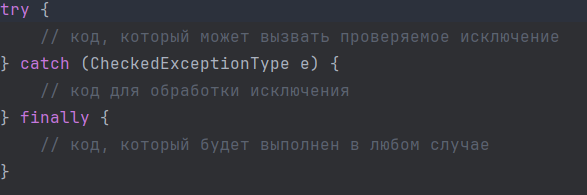 try {
    // код, который может вызвать проверяемое исключение
} catch (CheckedExceptionType e) {
    // код для обработки исключения
} finally {
    // код, который будет выполнен в любом случае
}